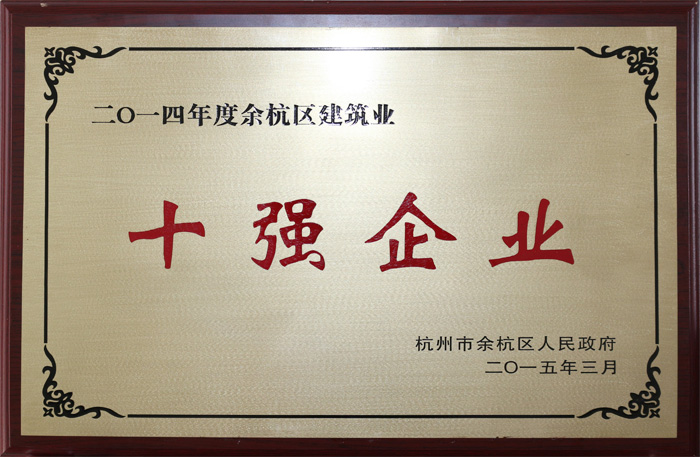 二〇一四年度余杭区建筑业
十强企业
杭州市余杭区人民政府
二〇一五年三月